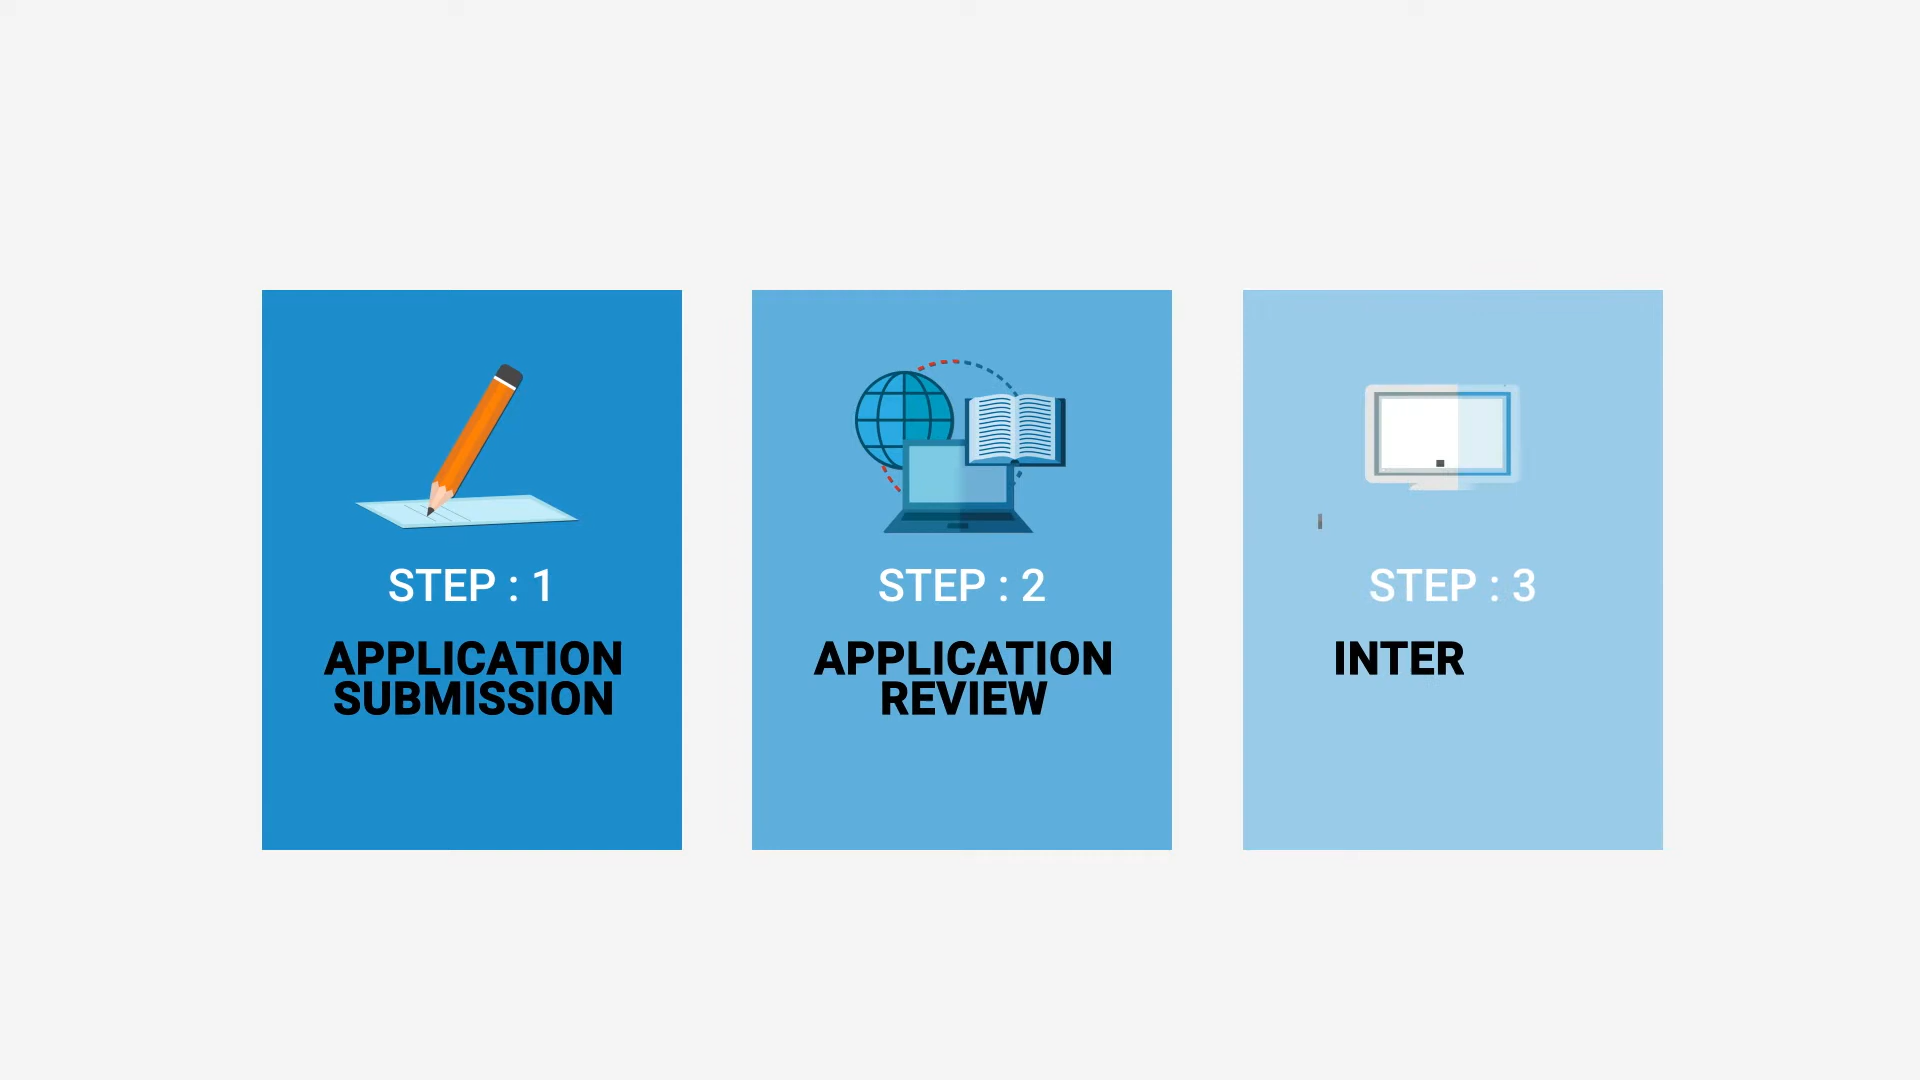 STEP : 1
APPLICATION
SUBMISSION
STEP : 2
APPLICATION
REVIEW
STEP : 3
INTER